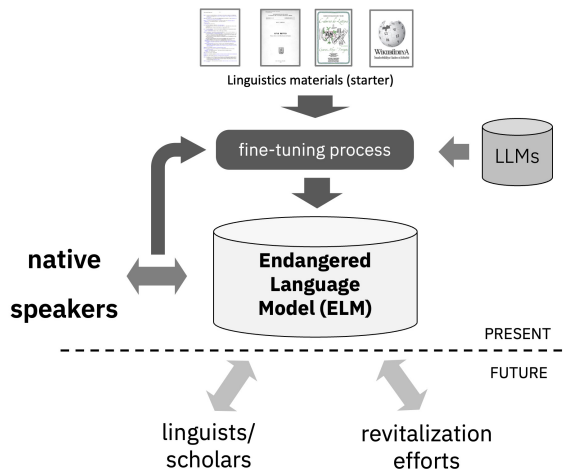 WIKIPEDIA
Linguistics materials (starter)
fine-tuning process
LLMs
native
speakers
Endangered
Language
Model (ELM)
PRESENT
FUTURE
linguists/
scholars
revitalization
efforts